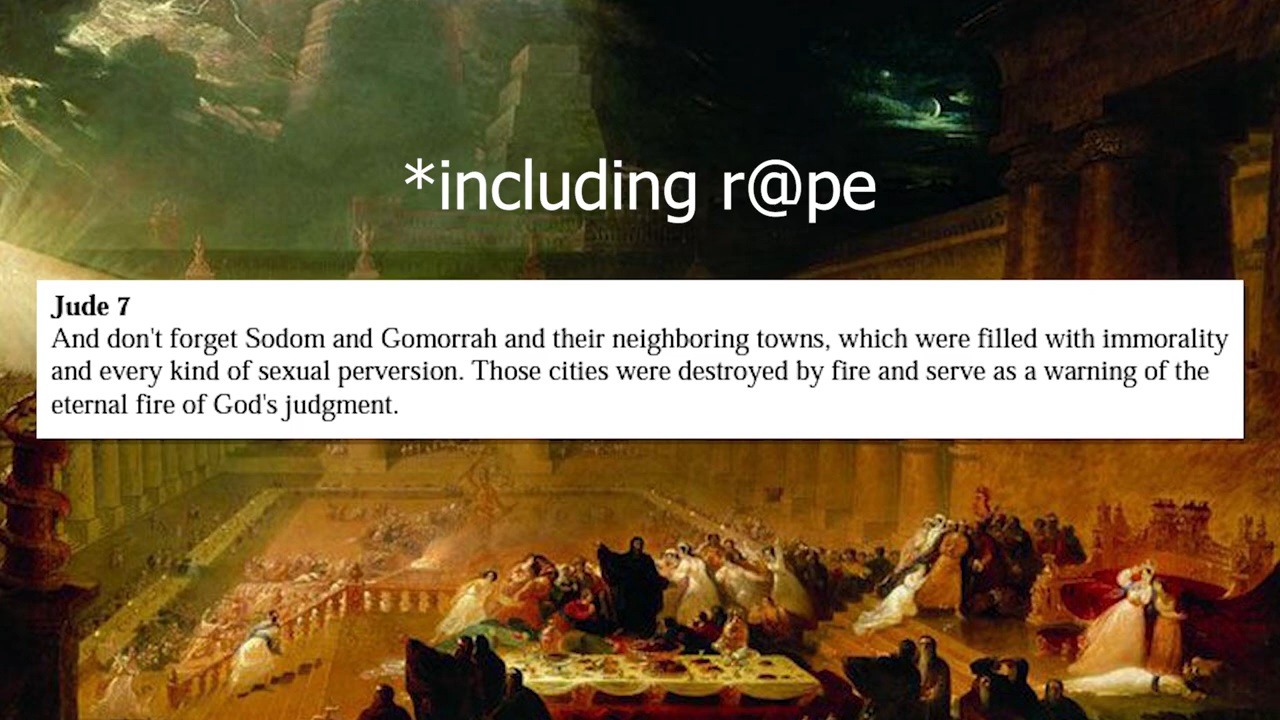 *including r@pe
Jude 7
And don't forget Sodom and Gomorrah and their neighboring towns, which were filled with immorality
and every kind of sexual perversion. Those cities were destroyed by fire and serve as a warning of the
eternal fire of God's judgment.